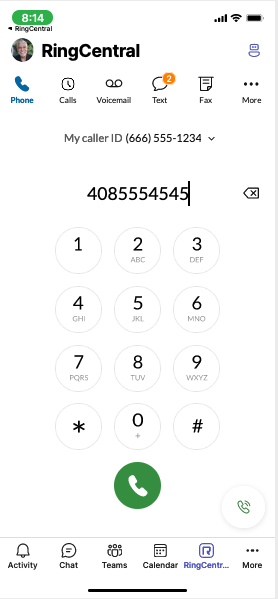 8:14
RingCentral
RingCentral
Phone
Calls
Voicemail
2
Text
Fax
More
My caller ID (666) 555-1234
4085554545
1
2
ABC
3
DEF
4
GHI
5
JKL
6
MNO
7
PQRS
8
TUV
9
WXYZ
*
0
+
#
Activity
Chat
Teams
Calendar
RingCentr...
More